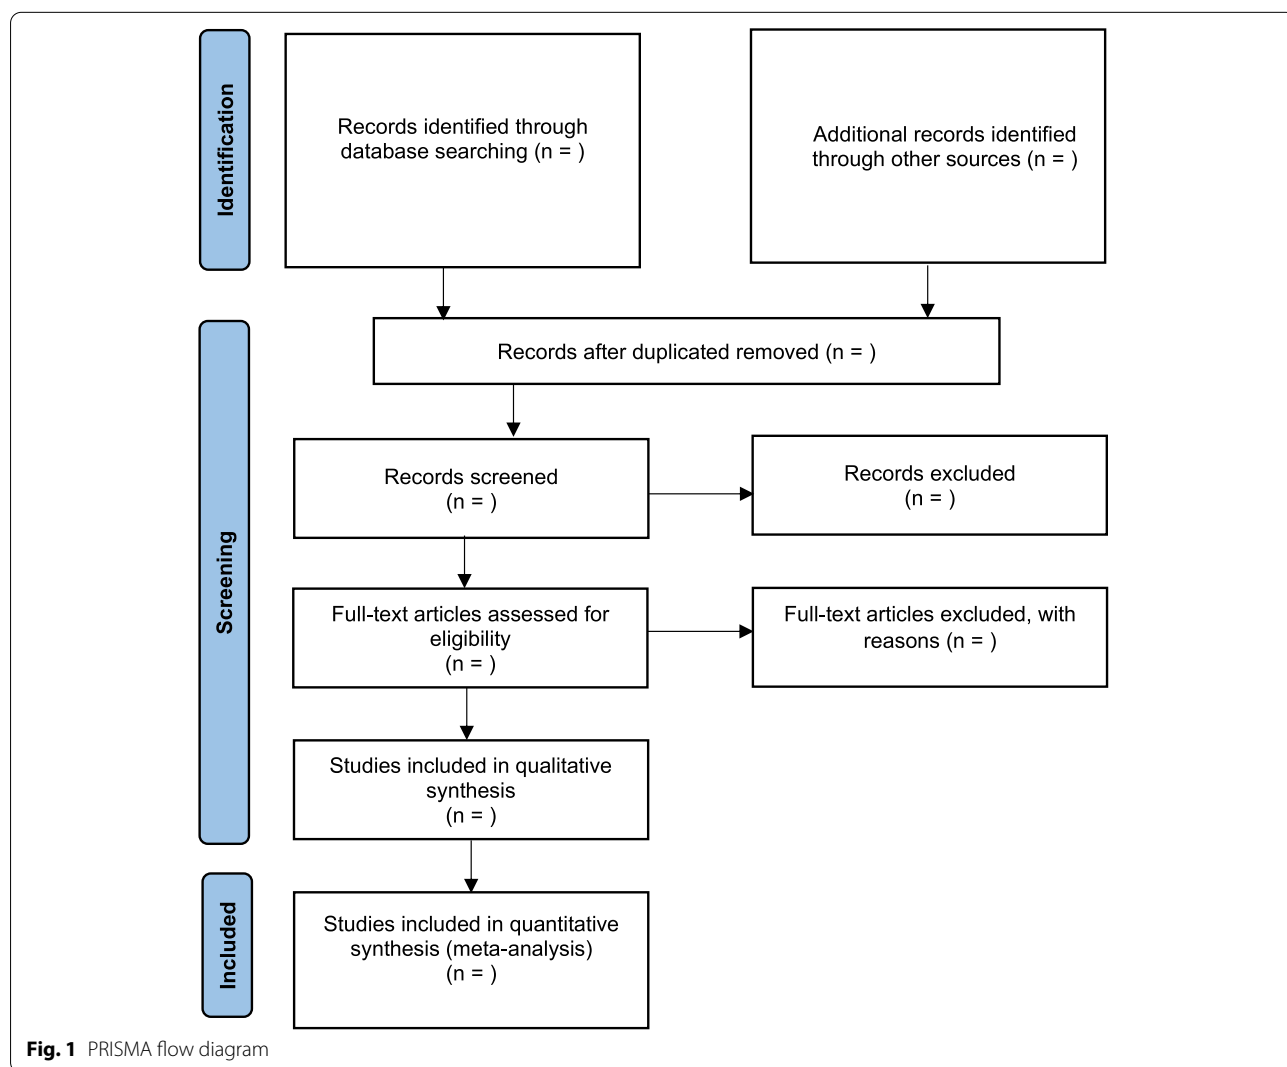 Identification
Records identified through
database searching (n = )
Additional records identified
through other sources (n = )
Screening
Records after duplicated removed (n = )
Records screened
(n = )
Records excluded
(n = )
Full-text articles assessed for
eligibility
(n = )
Full-text articles excluded, with
reasons (n = )
Studies included in qualitative
synthesis
(n = )
Included
Studies included in quantitative
synthesis (meta-analysis)
(n = )
Fig. 1 PRISMA flow diagram